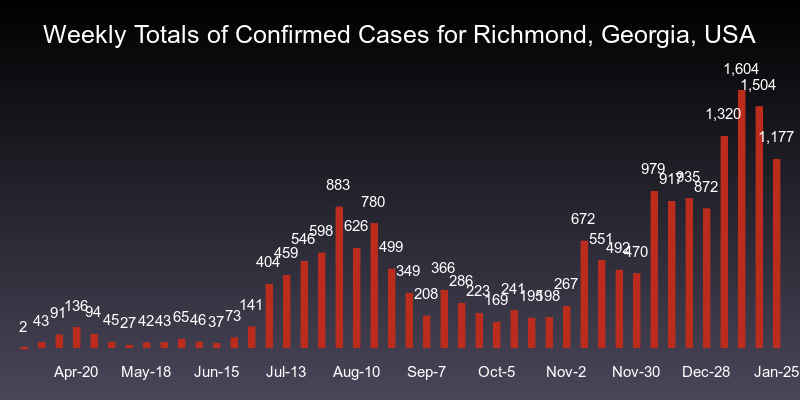 Weekly Totals of Confirmed Cases for Richmond, Georgia, USA
2 43 91 136 94 45 27 42 43 65 46 37 73 141 404 459 546 598 883 626 780 499 349 208 366 286 223 169 241 195 198 267 672 551 492 470 979 917 935 872 1,320 1,604 1,504 1,177
Apr-20 May-18 Jun-15 Jul-13 Aug-10 Sep-7 Oct-5 Nov-2 Nov-30 Dec-28 Jan-25